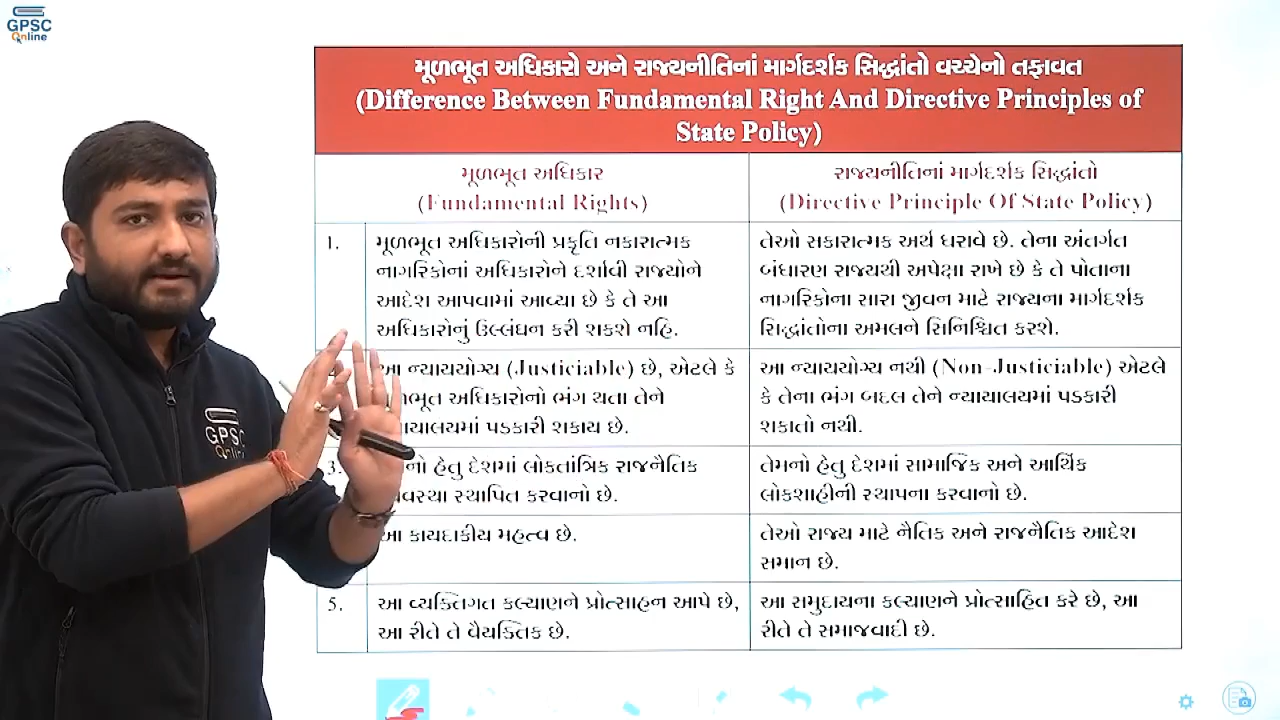 GPSC
Online
મૂળભૂત અધિકારો અને રાજ્યનીતિનાં માર્ગદર્શક સિદ્ધાંતો વચ્ચેનો તફાવત
(Difference Between Fundamental Right And Directive Principles of
State Policy)
મૂળભૂત અધિકાર
(Fundamental Rights)
રાજ્યનીતિનાં માર્ગદર્શક સિદ્ધાંતો
(Directive Principle Of State Policy)
1.
મૂળભૂત અધિકારોની પ્રકૃતિ નકારાત્મક
નાગરિકોનાં અધિકારોને દર્શાવી રાજ્યોને
આદેશ આપવામાં આવ્યા છે કે તે આ
અધિકારોનું ઉલ્લંઘન કરી શકશે નહિ.
તેઓ સકારાત્મક અર્થ ધરાવે છે. તેના અંતર્ગત
બંધારણ રાજ્યથી અપેક્ષા રાખે છે કે તે પોતાના
નાગરિકોના સારા જીવન માટે રાજ્યના માર્ગદર્શક
સિદ્ધાંતોના અમલને સિનિશ્ચિત કરશે.
આ ન્યાયયોગ્ય (Justiciable) છે, એટલે કે
અધિકારોનો ભંગ થતા તેને
પડકારી શકાય છે.
આ ન્યાયયોગ્ય નથી (Non-Justiciable) એટલે
કે તેના ભંગ બદલ તેને ન્યાયાલયમાં પડકારી
શકાતો નથી.
3.
હેતુ દેશમાં લોકતાંત્રિક રાજનૈતિક
સ્થાપિત કરવાનો છે.
તેમનો હેતુ દેશમાં સામાજિક અને આર્થિક
લોકશાહીની સ્થાપના કરવાનો છે.
આ કાયદાકીય મહત્વ છે.
તેઓ રાજ્ય માટે નૈતિક અને રાજનૈતિક આદેશ
સમાન છે.
5.
આ વ્યક્તિગત કલ્યાણને પ્રોત્સાહન આપે છે,
આ રીતે તે વૈયક્તિક છે.
આ સમુદાયના કલ્યાણને પ્રોત્સાહિત કરે છે, આ
રીતે તે સમાજવાદી છે.
GPSC
Online